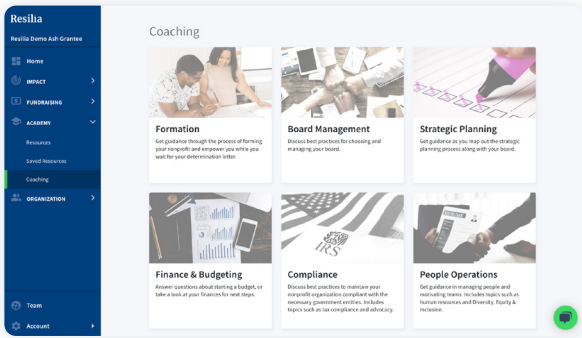 Resilia
Resilia Demo Ash Grantee
Home
IMPACT
FUNDRAISING
ACADEMY
Resources
Saved Resources
Coaching
ORGANIZATION
Team
Account
Coaching
Formation
Get guidance through the process of forming
your nonprofit and empower you while you
wait for your determination letter.
Board Management
Discuss best practices for choosing and
managing your board.
Strategic Planning
Get guidance as you map out the strategic
planning process along with your board.
Finance & Budgeting
Answer questions about starting a budget, or
take a look at your finances for next steps.
IRS
Compliance
Discuss best practices to maintain your
nonprofit organization compliant with the
necessary government entities. Includes
topics such as tax compliance and advocacy.
RESUME
People Operations
Get guidance in managing people and
motivating teams. Includes topics such as
human resources and Diversity, Equity &
Inclusion.